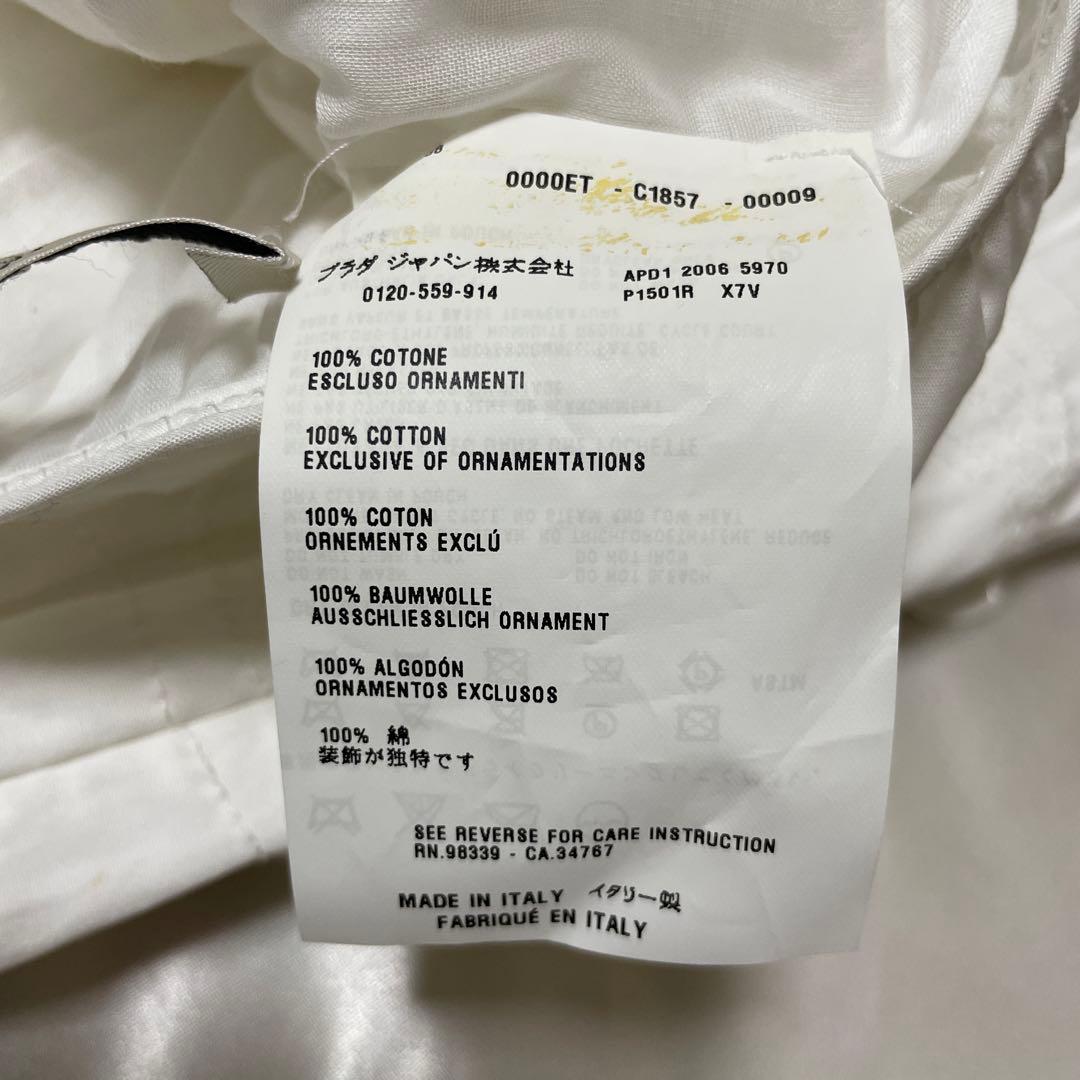 0000ET - C1857 - 00009
プラダ ジャパン株式会社
0120-559-914
APD1 2006 5970
P1501R X7V
100% COTONE
ESCLUSO ORNAMENTI
100% COTTON
EXCLUSIVE OF ORNAMENTATIONS
100% COTON
ORNEMENTS EXCLÚ
100% BAUMWOLLE
AUSSCHLIESSLICH ORNAMENT
100% ALGODÓN
ORNAMENTOS EXCLUSOS
100% 綿
装飾が独特です
SEE REVERSE FOR CARE INSTRUCTION
RN.98339 - CA.34767
MADE IN ITALY イタリー製
FABRIQUÉ EN ITALY